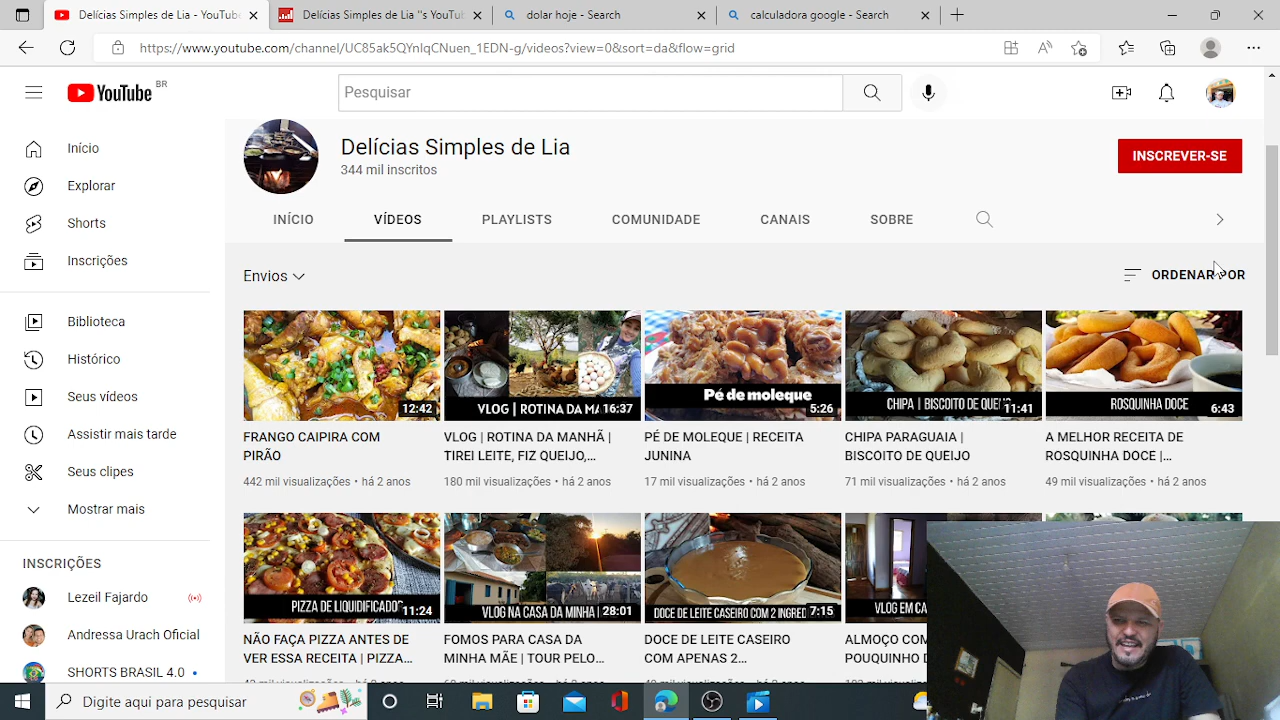 Delícias Simples de Lia - YouTube
Delícias Simples de Lia "s YouTu
dolar hoje - Search
calculadora google - Search
https://www.youtube.com/channel/UC85ak5QYnIqCNuen_1EDN-g/videos?view=0&sort=da&flow=grid
YouTube BR
Pesquisar
Início
Explorar
Shorts
Inscrições
Biblioteca
Histórico
Seus vídeos
Assistir mais tarde
Seus clipes
Mostrar mais
INSCRIÇÕES
Lezeil Fajardo
Andressa Urach Oficial
SHORTS BRASIL 4.0
Delícias Simples de Lia
344 mil inscritos
INSCREVER-SE
INÍCIO VÍDEOS PLAYLISTS COMUNIDADE CANAIS SOBRE
Envios
ORDENAR POR
12:42
VLOG | ROTINA DA MA 16:37
Pé de moleque
5:26
CHIPA | BISCOITO DE QUEI 11:41
ROSQUINHA DOCE
6:43
FRANGO CAIPIRA COM
PIRÃO
442 mil visualizações • há 2 anos
VLOG | ROTINA DA MANHÃ |
TIREI LEITE, FIZ QUEIJO,...
180 mil visualizações • há 2 anos
PÉ DE MOLEQUE | RECEITA
JUNINA
17 mil visualizações • há 2 anos
CHIPA PARAGUAIA |
BISCOITO DE QUEIJO
71 mil visualizações • há 2 anos
A MELHOR RECEITA DE
ROSQUINHA DOCE |...
49 mil visualizações • há 2 anos
PIZZA DE LIQUIDIFICADO 11:24
VLOG NA CASA DA MINHA 28:01
DOCE DE LEITE CASEIRO COM 2 INGRED 7:15
VLOG EM CA
NÃO FAÇA PIZZA ANTES DE
VER ESSA RECEITA | PIZZA...
FOMOS PARA CASA DA
MINHA MÃE | TOUR PELO...
DOCE DE LEITE CASEIRO
COM APENAS 2...
ALMOÇO COM
POUQUINHO D
Digite aqui para pesquisar